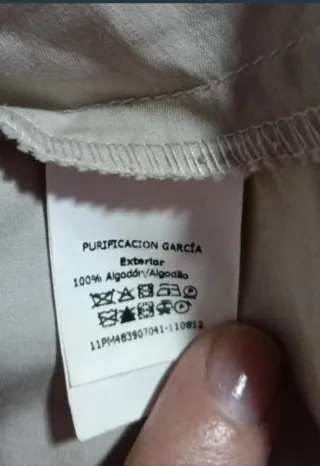 PURIFICACION GARCÍA
Exterior
100% Algodón/Algodão
11PM483907041-110812